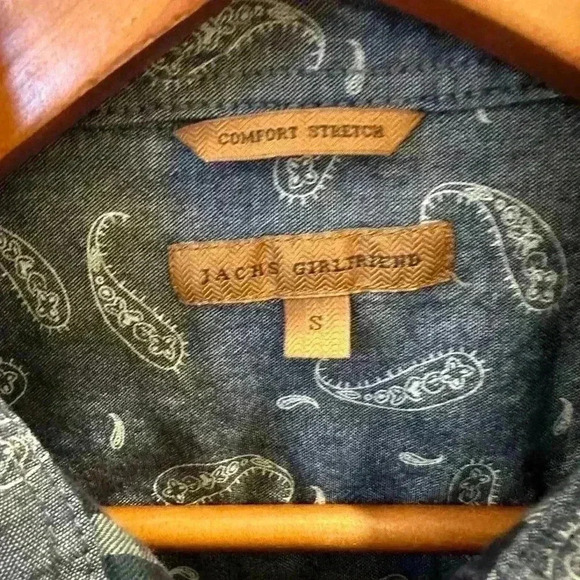 COMFORT STRETCH
JACHS GIRLFRIEND
S